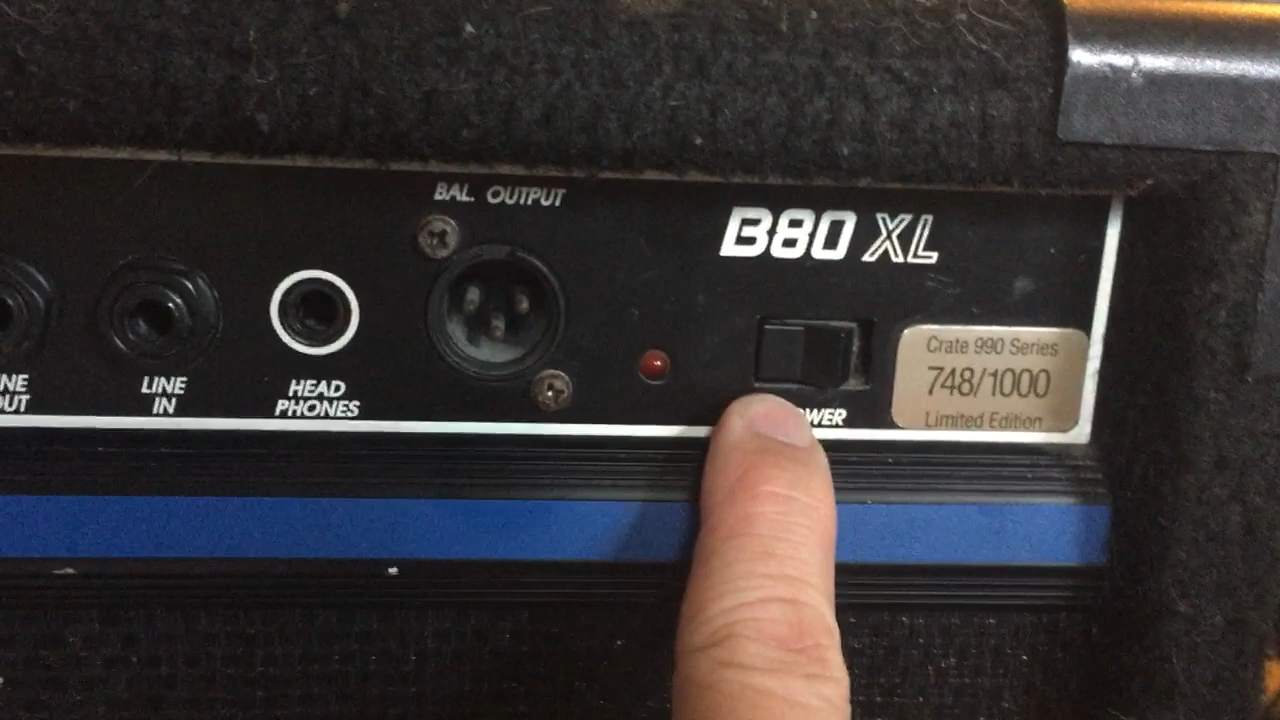 BAL. OUTPUT
B80 XL
LINE
IN
HEAD
PHONES
Crate 990 Series
748/1000
Limited Edition